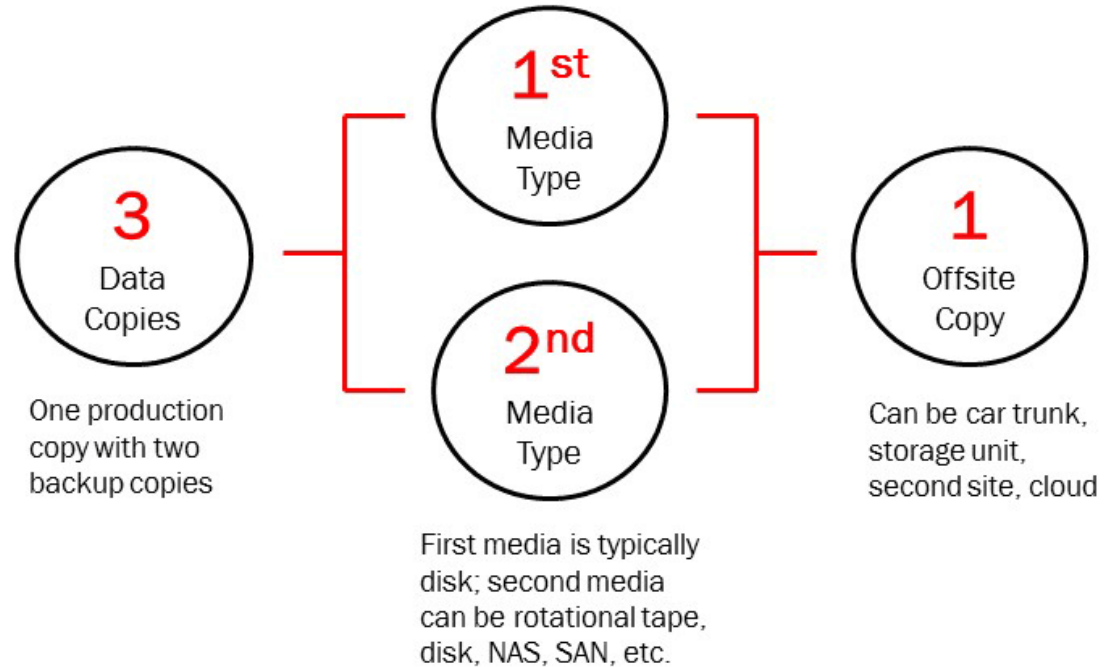 3
Data
Copies
One production
copy with two
backup copies
1st
Media
Type
2nd
Media
Type
First media is typically
disk; second media
can be rotational tape,
disk, NAS, SAN, etc.
1
Offsite
Copy
Can be car trunk,
storage unit,
second site, cloud